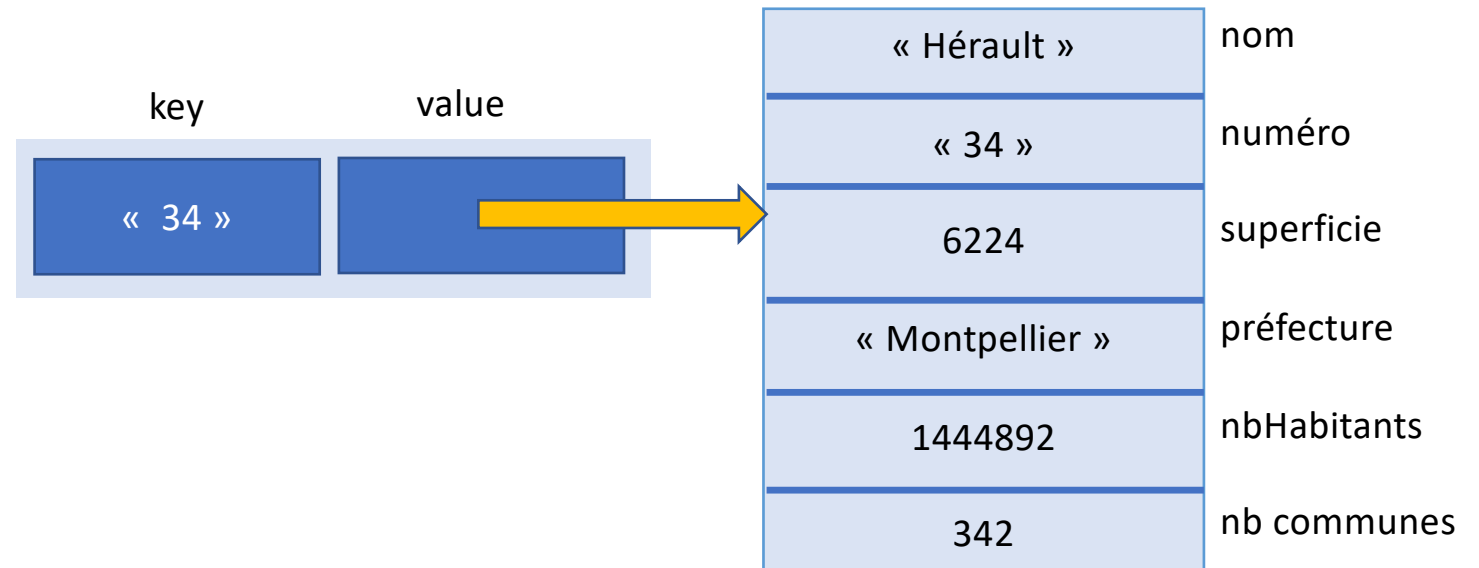 key value
«  34 »
« Hérault » nom
« 34 » numéro
6224 superficie
« Montpellier » préfecture
1444892 nbHabitants
342 nb communes